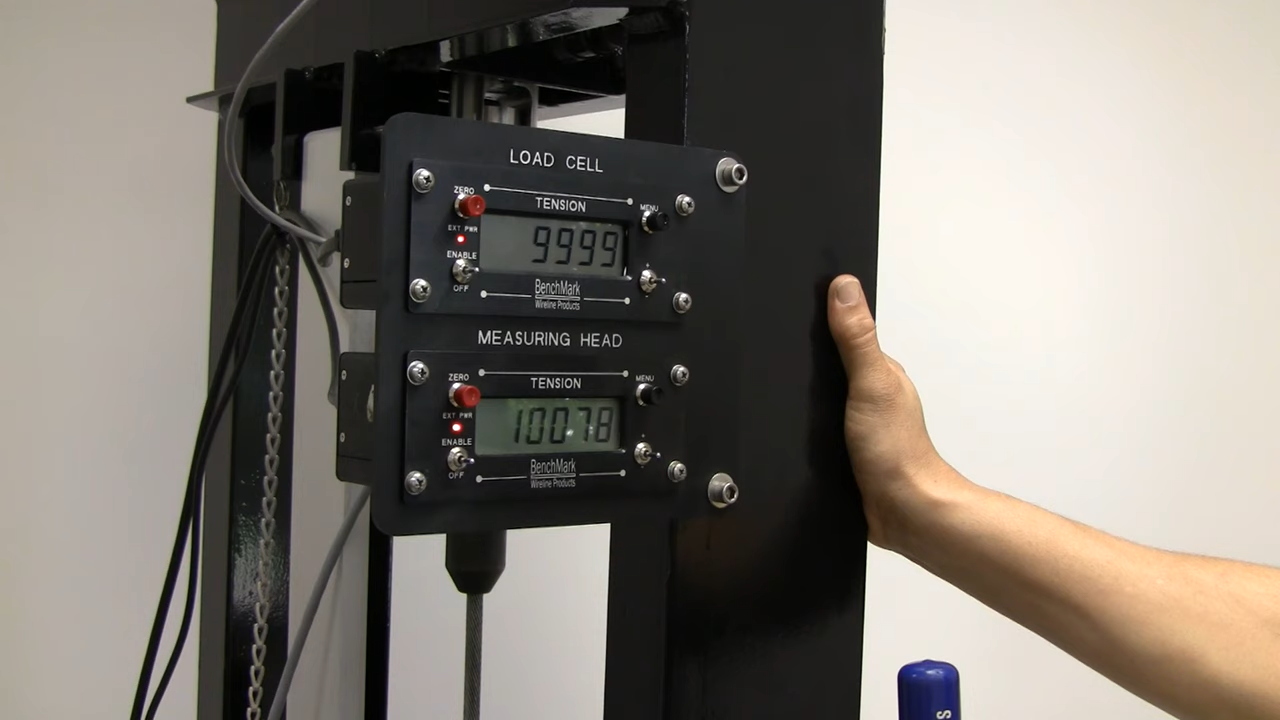 LOAD CELL
ZERO
TENSION
MENU
EXT PWR
9999
ENABLE
OFF
BenchMark
Wireline Products
MEASURING HEAD
ZERO
TENSION
MENU
EXT PWR
10078
ENABLE
OFF
BenchMark
Wireline Products
S